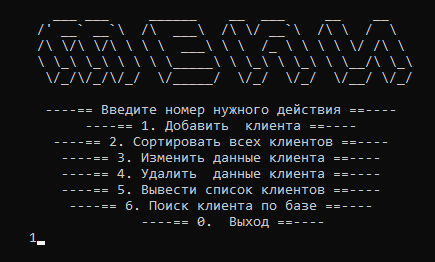 menu
----== Введите номер нужного действия ==----
----== 1. Добавить  клиента ==----
----== 2. Сортировать всех клиентов ==----
----== 3. Изменить данные клиента ==----
----== 4. Удалить  данные клиента ==----
----== 5. Вывести список клиентов ==----
----== 6. Поиск клиента по базе ==----
----== 0.  Выход ==----
1